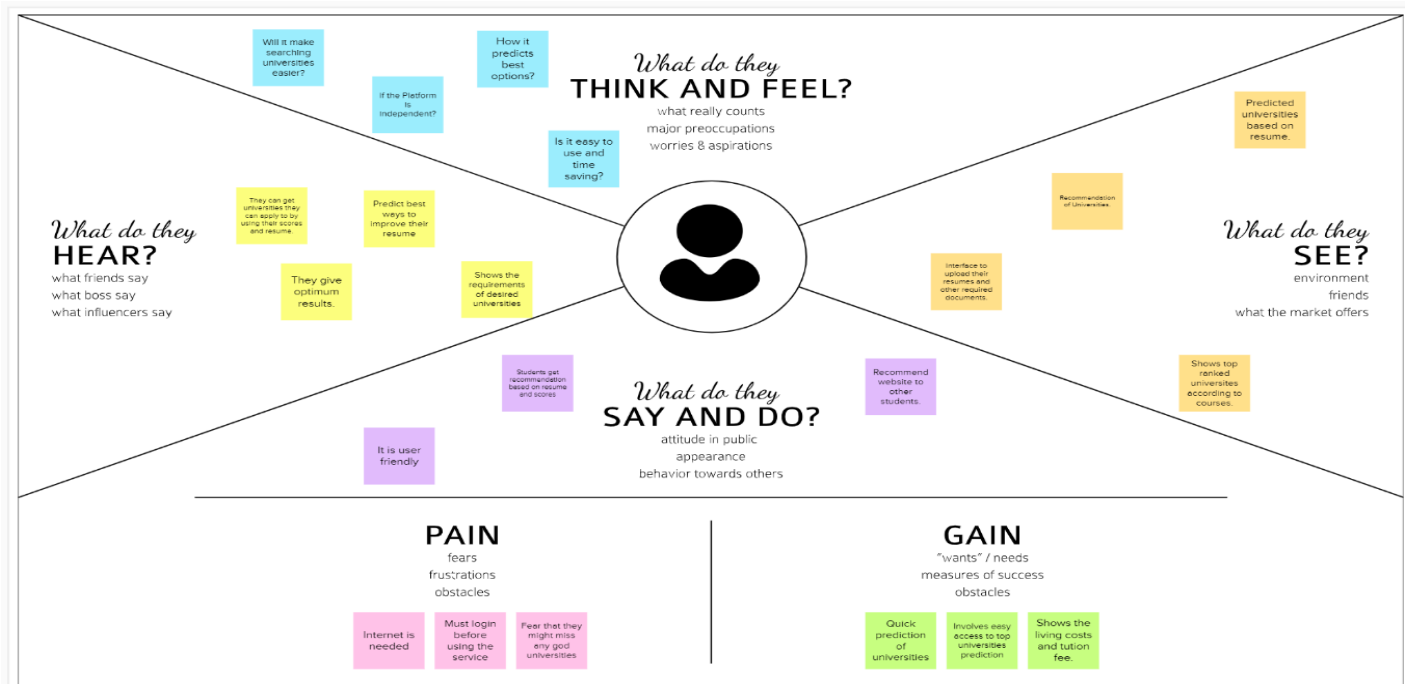 Will it make
searching
universities
easier?
If the Platform
is
independent?
How it
predicts
best
options?
Is it easy to
use and
time
saving?
What do they
THINK AND FEEL?
what really counts
major preoccupations
worries & aspirations
Predicted
universities
based on
resume.
Recommendation
of Universities.
Interface to
upload their
resumes and
other required
documents.
Shows top
ranked
universites
according to
courses.
What do they
SEE?
environment
friends
what the market offers
What do they
HEAR?
what friends say
what boss say
what influencers say
They can get
universities they
can apply to by
using their scores
and resume.
Predict best
ways to
improve their
resume
They give
optimum
results.
Shows the
requirements
of desired
universities
Students get
recommendation
based on resume
and scores
It is user
friendly
What do they
SAY AND DO?
attitude in public
appearance
behavior towards others
Recommend
website to
other
students.
PAIN
fears
frustrations
obstacles
Internet is
needed
Must login
before
using the
service
Fear that they
might miss
any god
universities
GAIN
"wants" / needs
measures of success
obstacles
Quick
prediction
of
universities
Involves easy
access to top
universities
prediction
Shows the
living costs
and tution
fee.